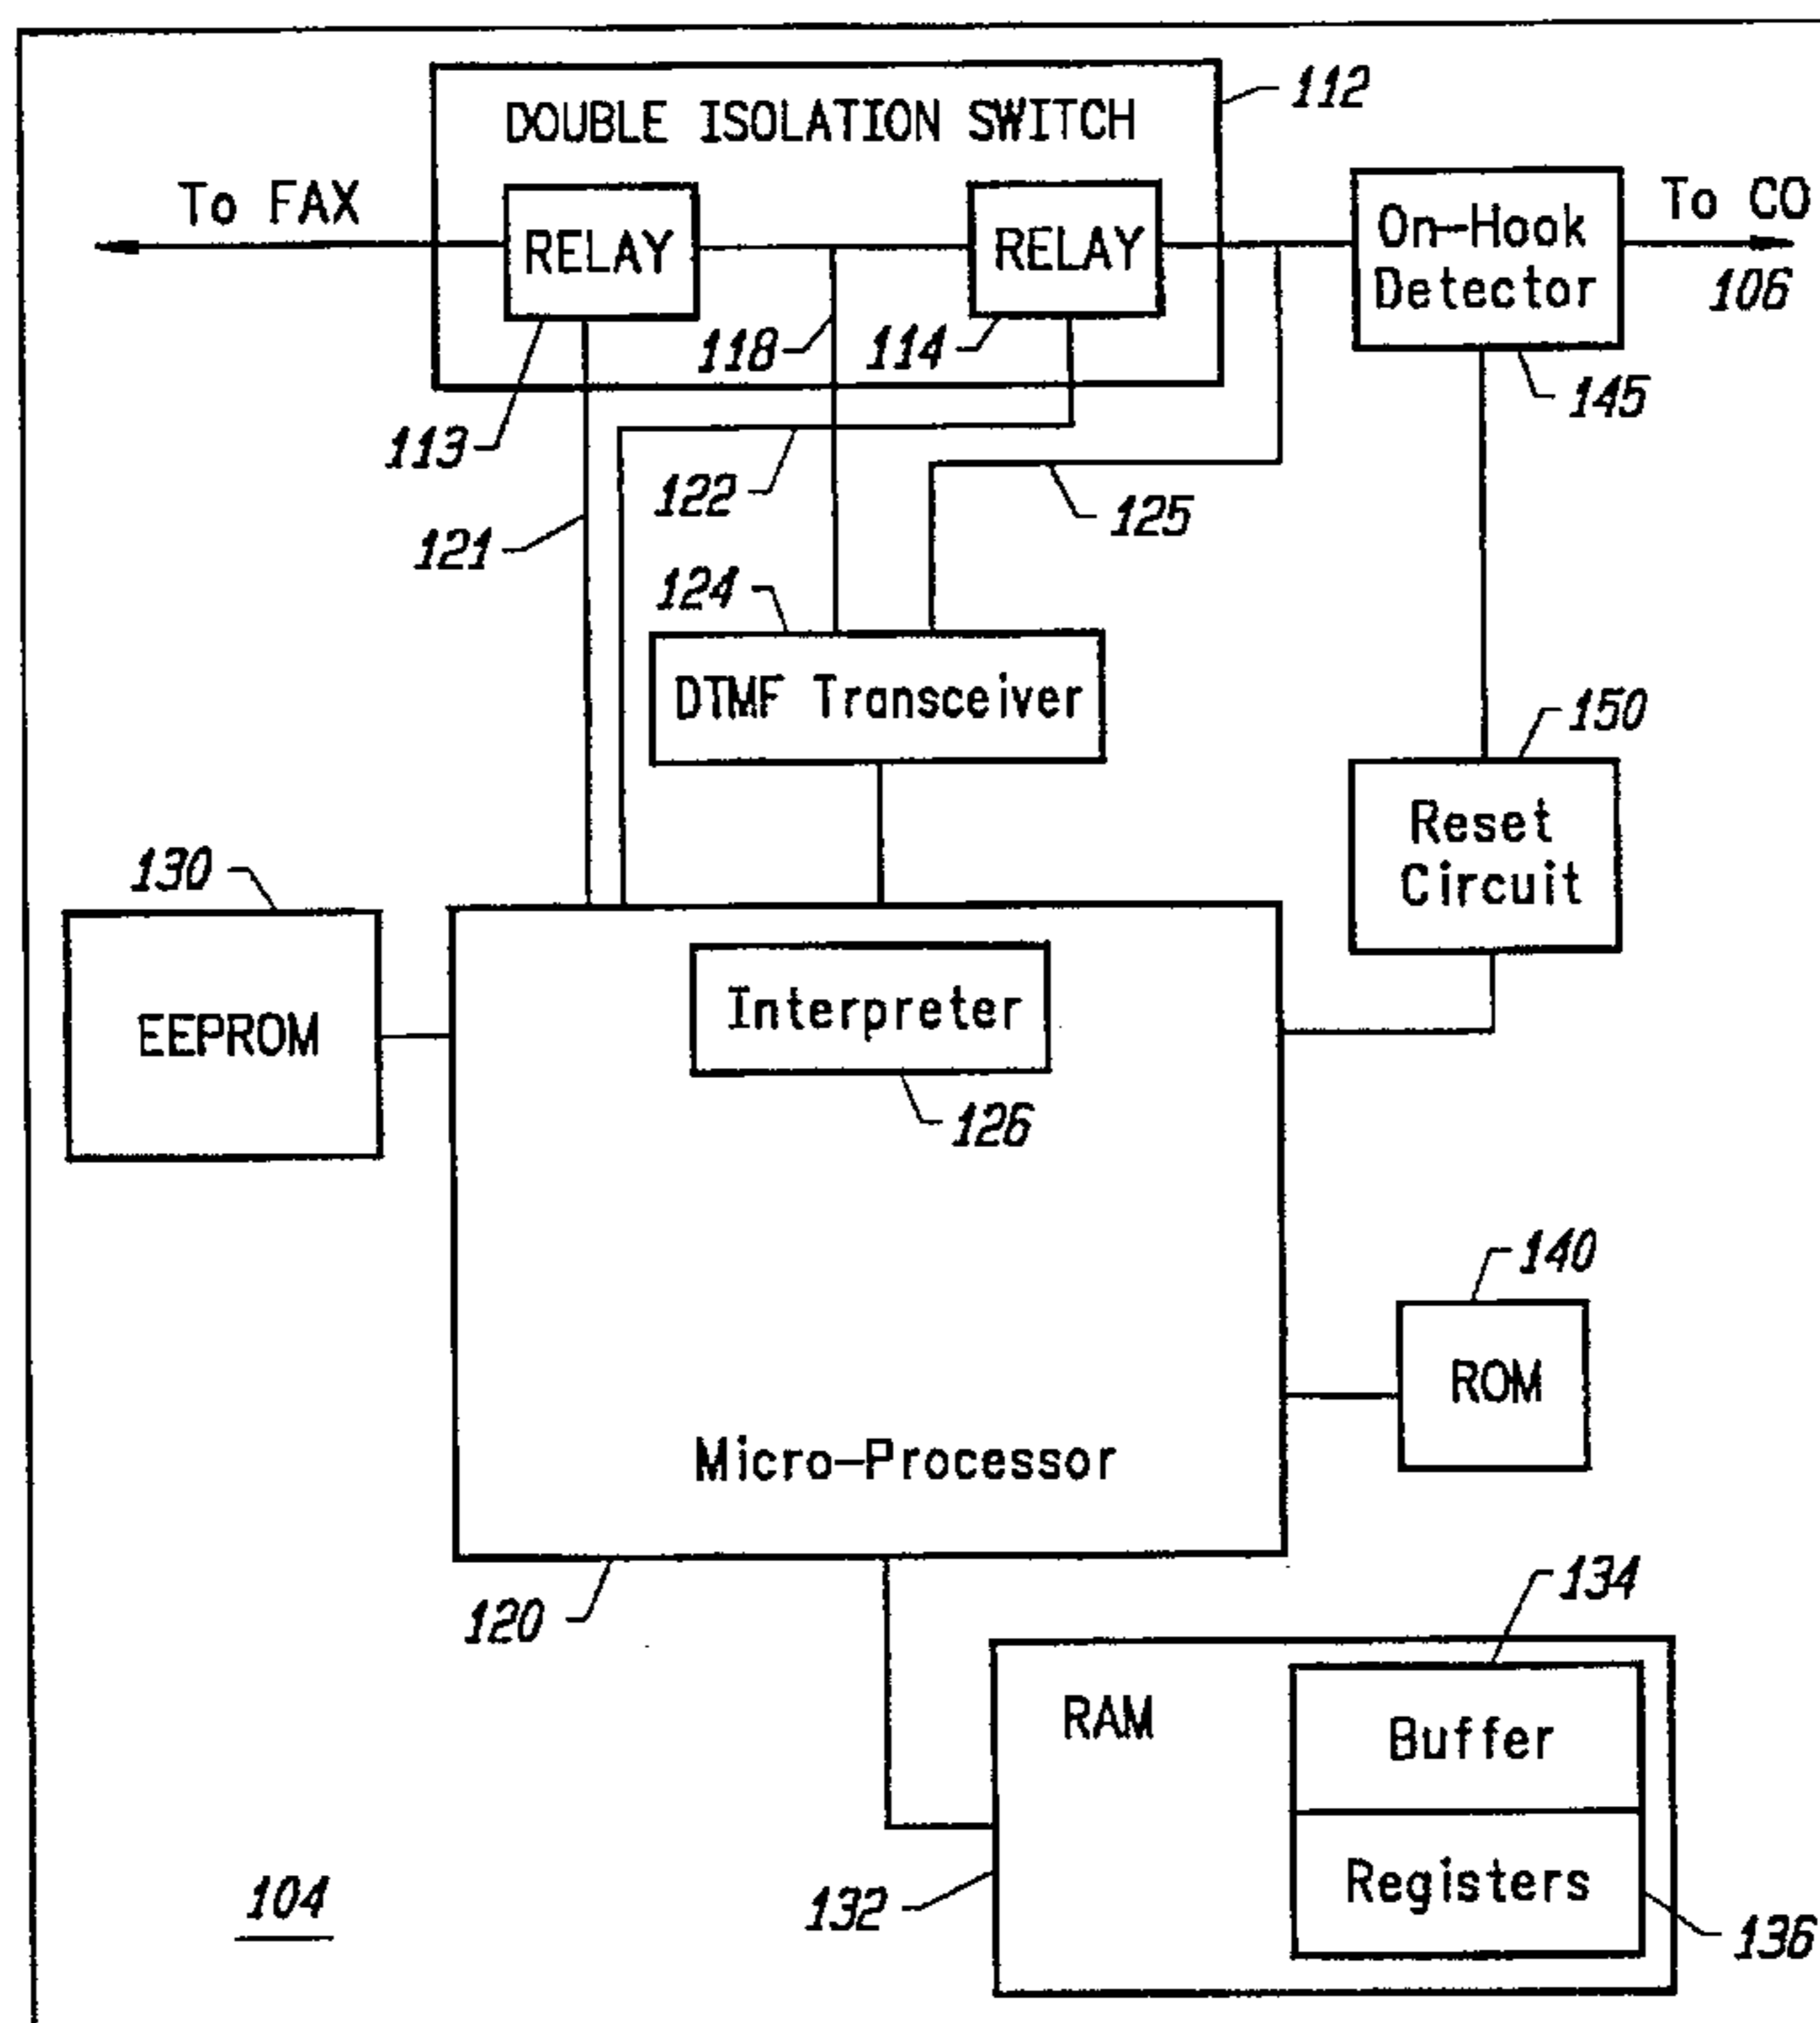 112
DOUBLE ISOLATION SWITCH
To FAX
RELAY
RELAY
On-Hook
Detector
To CO
106
118
114
145
113
122
125
121
124
DTMF Transceiver
150
Reset
Circuit
130
EEPROM
Interpreter
126
140
ROM
Micro-Processor
120
134
RAM
Buffer
Registers
132
136
104